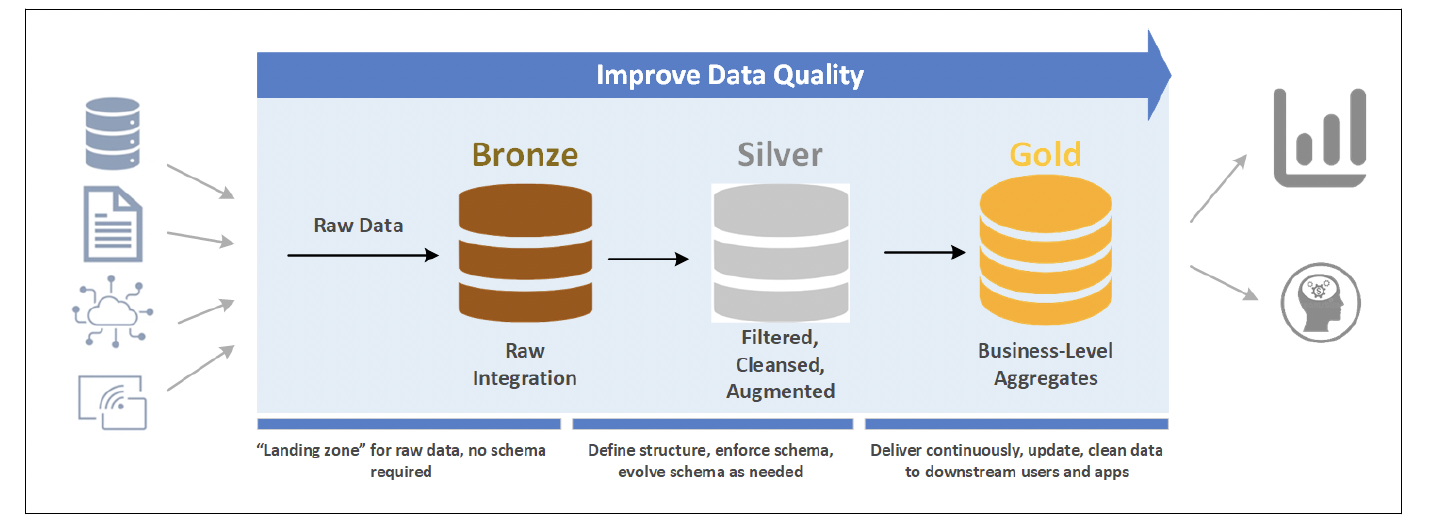 Improve Data Quality
Bronze
Silver
Gold
Raw Data
Raw
Integration
Filtered,
Cleansed,
Augmented
Business-Level
Aggregates
“Landing zone” for raw data, no schema
required
Define structure, enforce schema,
evolve schema as needed
Deliver continuously, update, clean data
to downstream users and apps